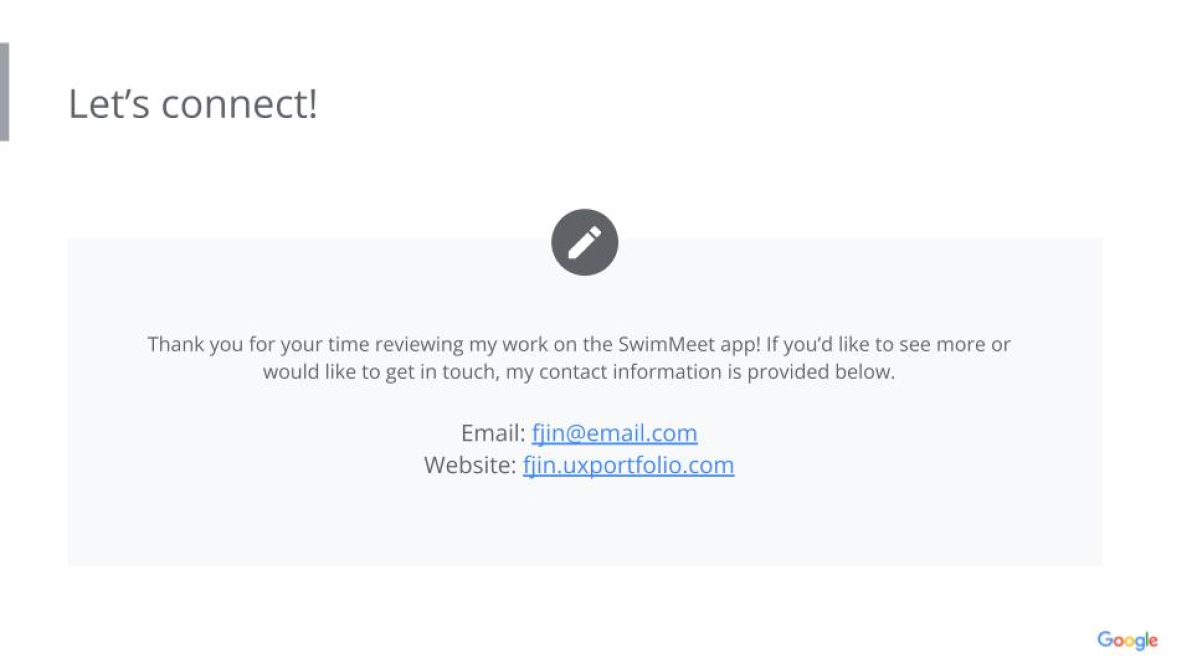 Let’s connect!
Thank you for your time reviewing my work on the SwimMeet app! If you’d like to see more or
would like to get in touch, my contact information is provided below.
Email: fjin@email.com
Website: fjin.uxportfolio.com
Google